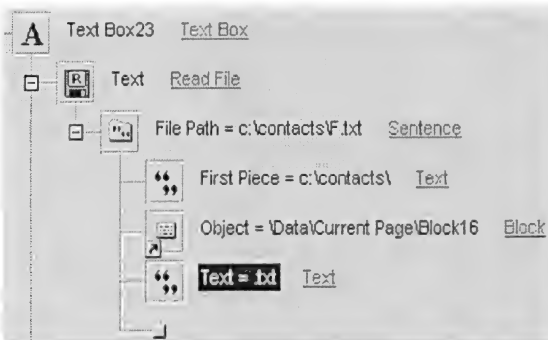 A Text Box23 Text Box
R Text Read File
File Path = c:\contacts\F.txt Sentence
First Piece = c:\contacts\ Text
Object = \Data\Current Page\Block16 Block
Text = .txt Text